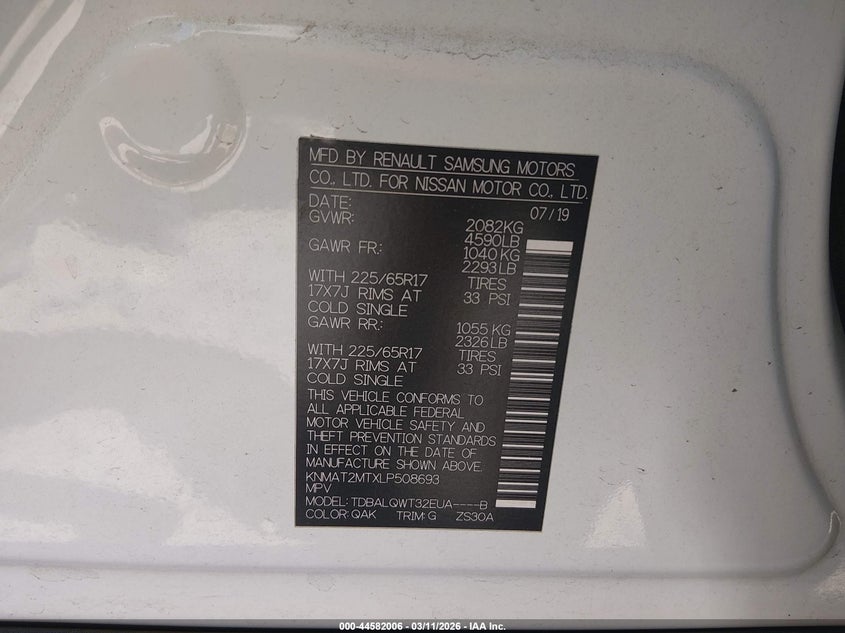 MFD BY RENAULT SAMSUNG MOTORS
CO., LTD. FOR NISSAN MOTOR CO., LTD.
DATE: 07/19
GVWR: 2082KG
4590LB
GAWR FR.: 1040 KG
2293 LB
WITH 225/65R17 TIRES
17X7J RIMS AT 33 PSI
COLD SINGLE
GAWR RR.: 1055 KG
2326 LB
WITH 225/65R17 TIRES
17X7J RIMS AT 33 PSI
COLD SINGLE
THIS VEHICLE CONFORMS TO
ALL APPLICABLE FEDERAL
MOTOR VEHICLE SAFETY AND
THEFT PREVENTION STANDARDS
IN EFFECT ON THE DATE OF
MANUFACTURE SHOWN ABOVE.
KNMAT2MTXLP508693
MPV
MODEL: TDBALQWT32EUA----B
COLOR: QAK TRIM: G ZS30A
000-44582006 - 03/11/2026 - IAA Inc.